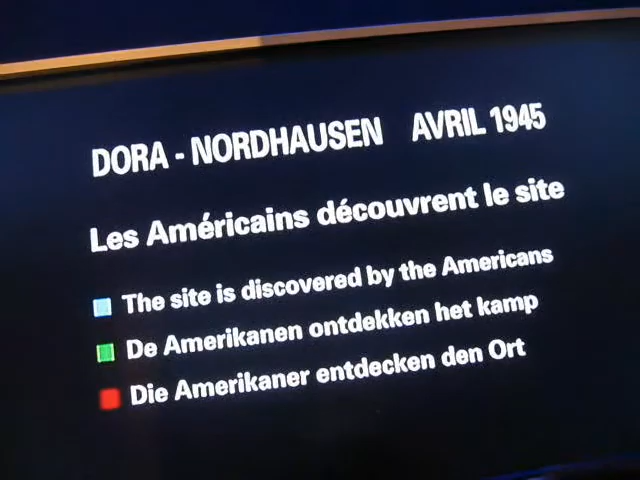 DORA - NORDHAUSEN AVRIL 1945
Les Américains découvrent le site
The site is discovered by the Americans
De Amerikanen ontdekken het kamp
Die Amerikaner entdecken den Ort